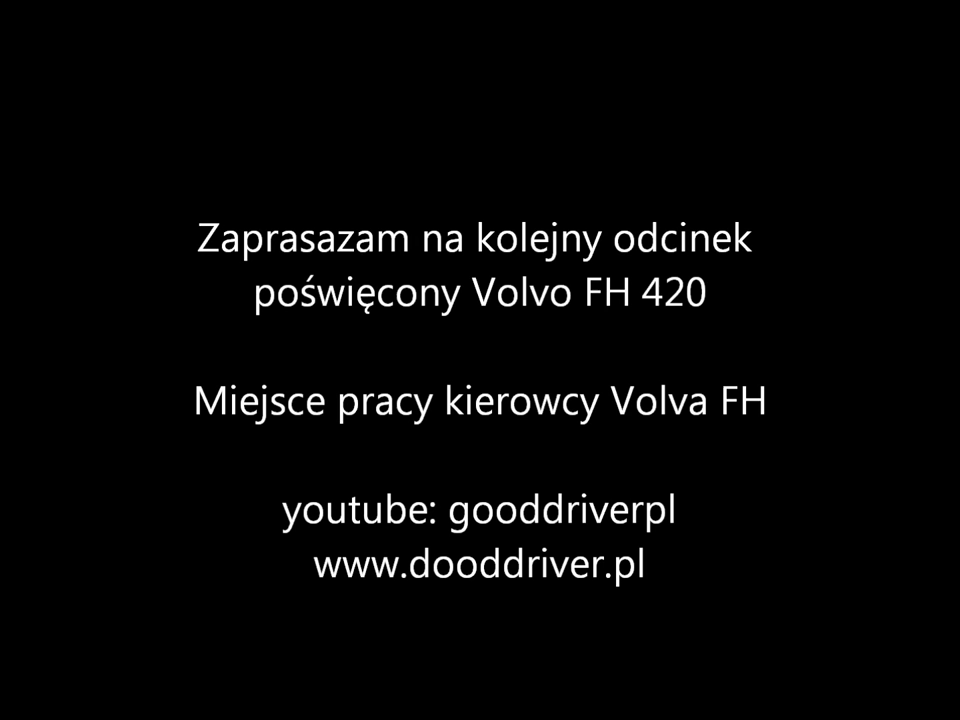 Zaprasazam na kolejny odcinek
poświęcony Volvo FH 420
Miejsce pracy kierowcy Volva FH
youtube: gooddriverpl
www.dooddriver.pl